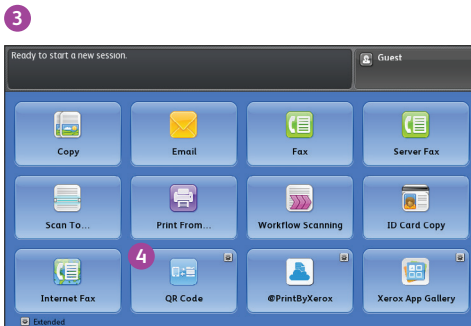 3
Ready to start a new session.
Guest
Copy
Email
Fax
Server Fax
Scan To...
Print From...
Workflow Scanning
ID Card Copy
4
Internet Fax
QR Code
@PrintByXerox
Xerox App Gallery
Extended